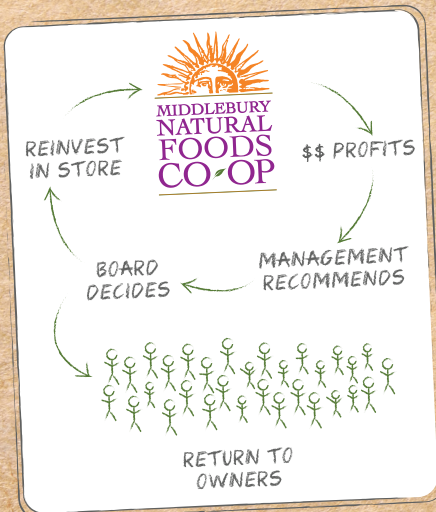 MIDDLEBURY
NATURAL
FOODS
CO-OP
$$ PROFITS
MANAGEMENT
RECOMMENDS
BOARD
DECIDES
REINVEST
IN STORE
RETURN TO
OWNERS